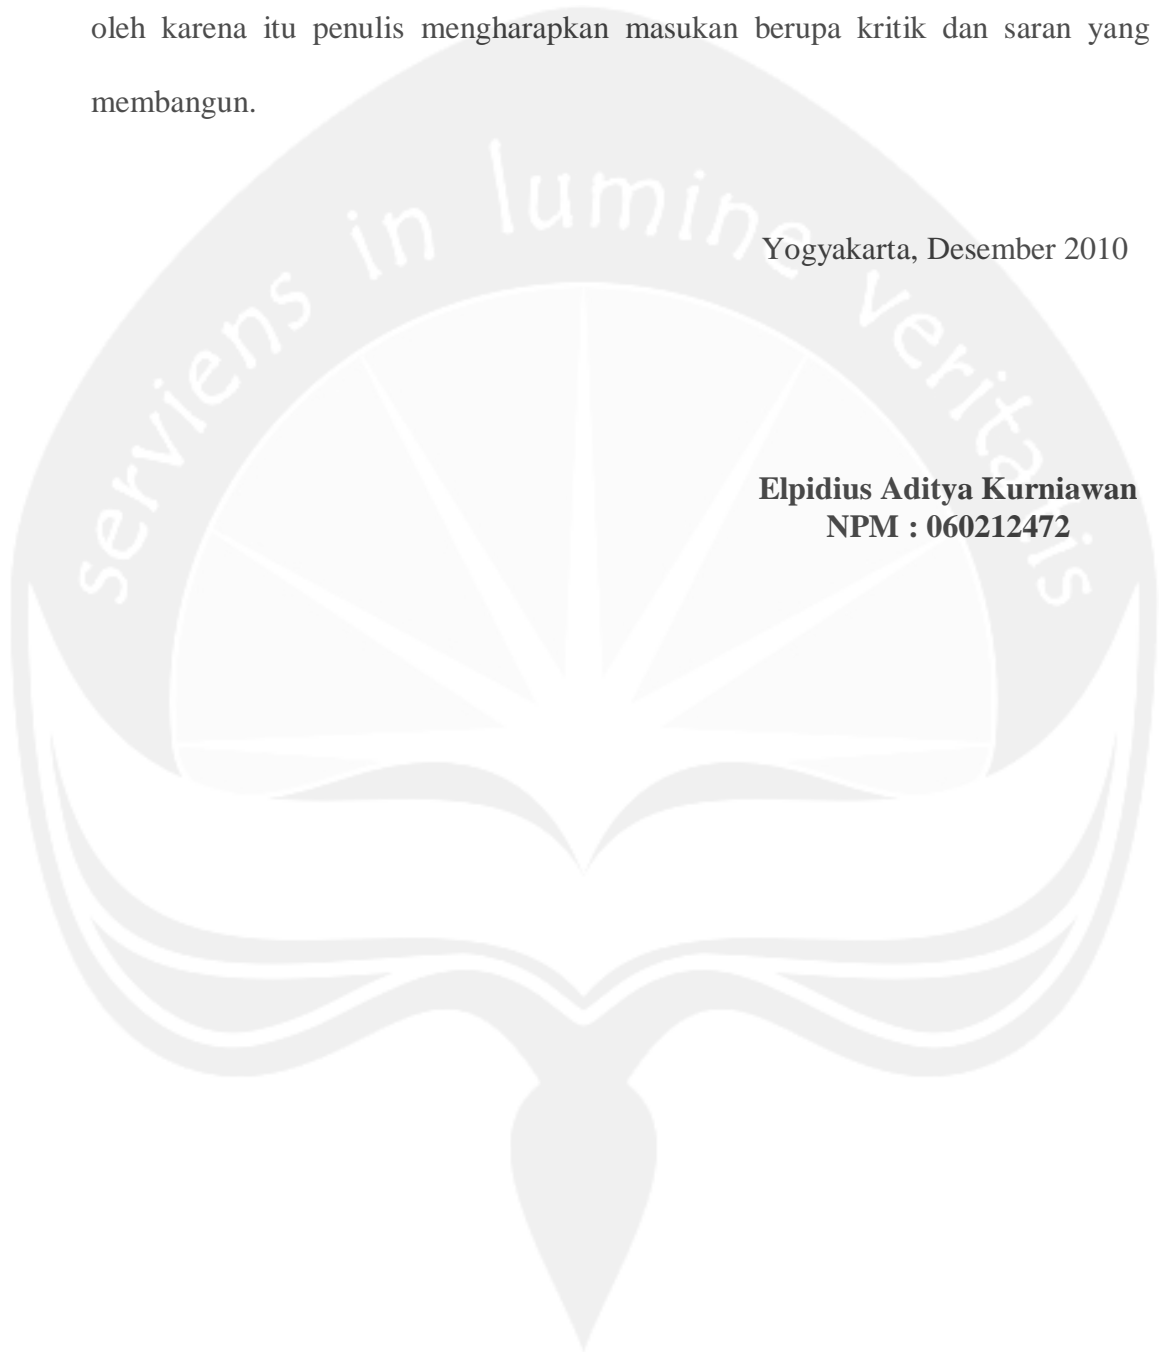 oleh karena itu penulis mengharapkan masukan berupa kritik dan saran yang
membangun.
serviens in lumine veritatis
Yogyakarta, Desember 2010
Elpidius Aditya Kurniawan
NPM : 060212472